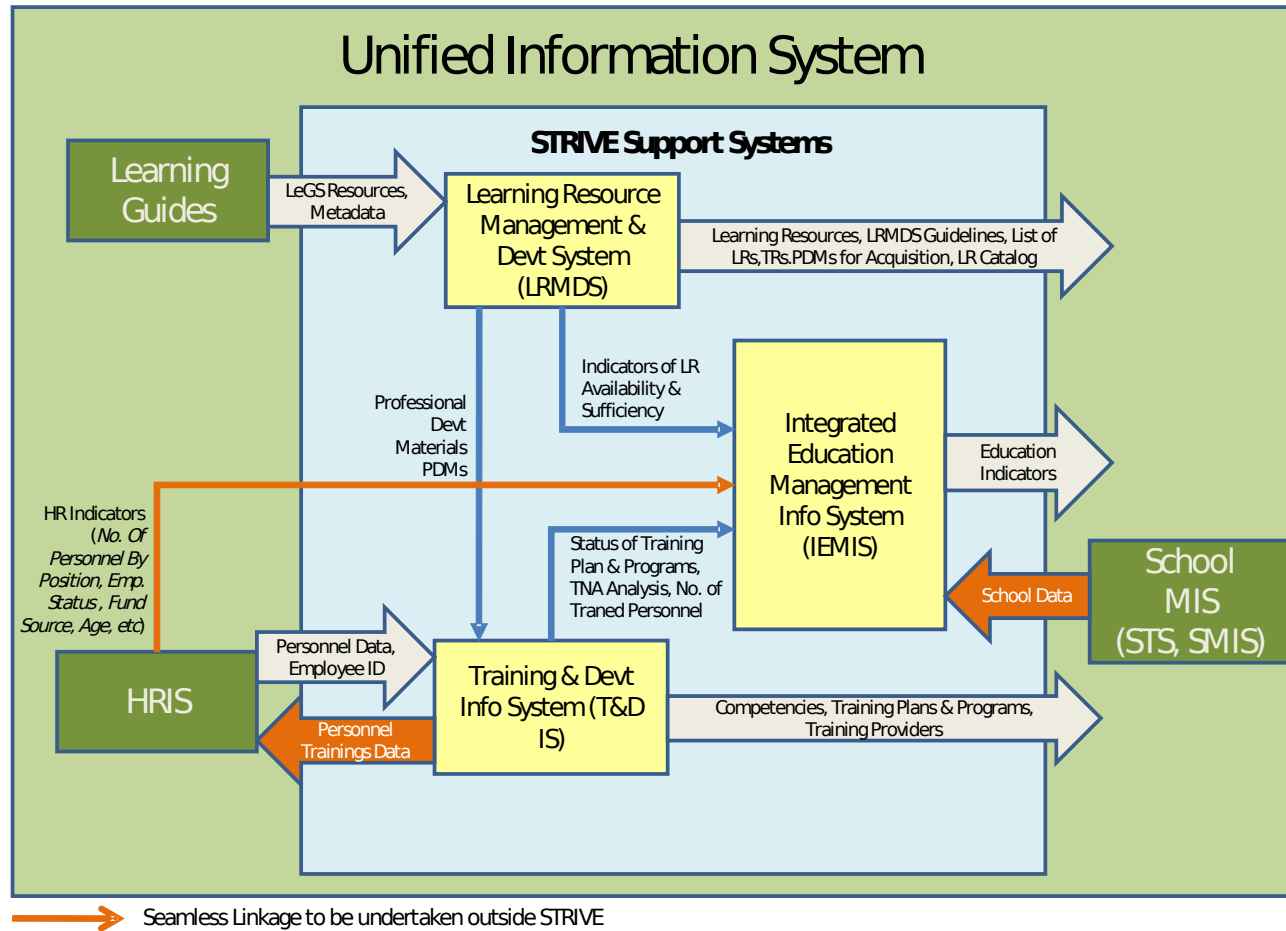 Unified Information System
STRIVE Support Systems
Learning
Guides
LeGS Resources,
Metadata
Learning Resource
Management &
Devt System
(LRMDS)
Learning Resources, LRMDS Guidelines, List of
LRs,TRs.PDMs for Acquisition, LR Catalog
Indicators of LR
Availability &
Sufficiency
Professional
Devt
Materials
PDMs
Integrated
Education
Management
Info System
(IEMIS)
Education
Indicators
HR Indicators
(No. Of
Personnel By
Position, Emp.
Status , Fund
Source, Age, etc)
Status of Training
Plan & Programs,
TNA Analysis, No. of
Traned Personnel
School Data
School
MIS
(STS, SMIS)
HRIS
Personnel Data,
Employee ID
Personnel
Trainings Data
Training & Devt
Info System (T&D
IS)
Competencies, Training Plans & Programs,
Training Providers
Seamless Linkage to be undertaken outside STRIVE